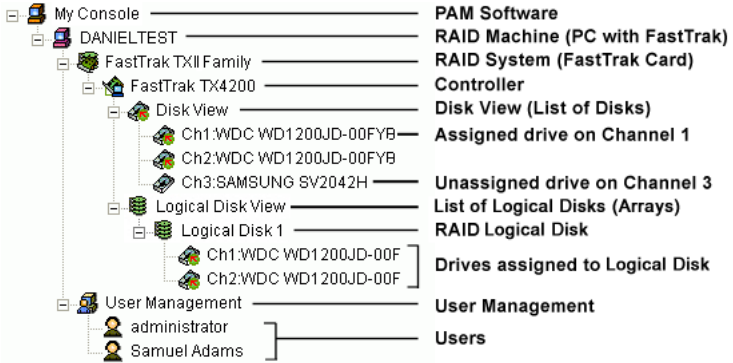 My Console PAM Software
DANIELTEST RAID Machine (PC with FastTrak)
FastTrak TXII Family RAID System (FastTrak Card)
FastTrak TX4200 Controller
Disk View Disk View (List of Disks)
Ch1:WDC WD1200JD-00FYB Assigned drive on Channel 1
Ch2:WDC WD1200JD-00FYB
Ch3:SAMSUNG SV2042H Unassigned drive on Channel 3
Logical Disk View List of Logical Disks (Arrays)
Logical Disk 1 RAID Logical Disk
Ch1:WDC WD1200JD-00F
Drives assigned to Logical Disk
Ch2:WDC WD1200JD-00F
User Management User Management
administrator
Users
Samuel Adams